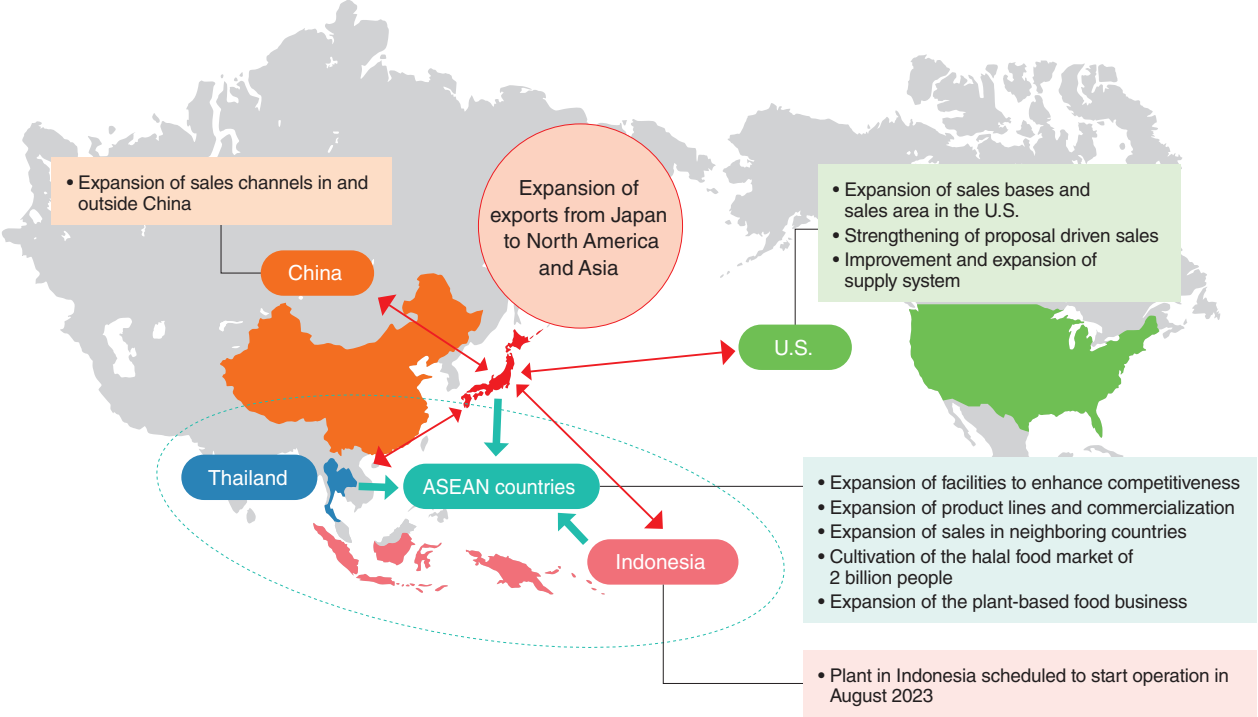 • Expansion of sales channels in and
outside China
China
Expansion of
exports from Japan
to North America
and Asia
• Expansion of sales bases and
sales area in the U.S.
• Strengthening of proposal driven sales
• Improvement and expansion of
supply system
U.S.
Thailand
ASEAN countries
• Expansion of facilities to enhance competitiveness
• Expansion of product lines and commercialization
• Expansion of sales in neighboring countries
• Cultivation of the halal food market of
2 billion people
• Expansion of the plant-based food business
Indonesia
• Plant in Indonesia scheduled to start operation in
August 2023